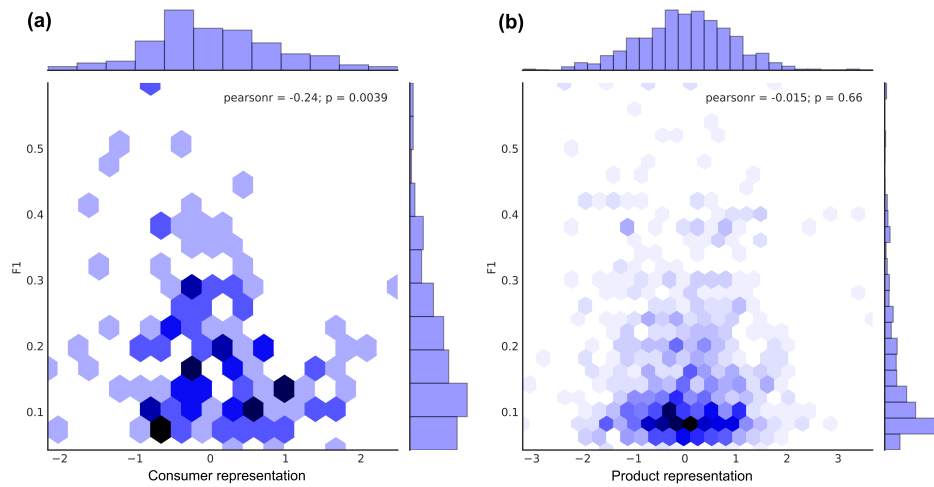 (a)
pearsonr = -0.24; p = 0.0039
0.5
0.4
0.3
0.2
0.1
F1
−2 −1 0 1 2
Consumer representation
(b)
pearsonr = -0.015; p = 0.66
0.5
0.4
0.3
0.2
0.1
F1
−3 −2 −1 0 1 2 3
Product representation